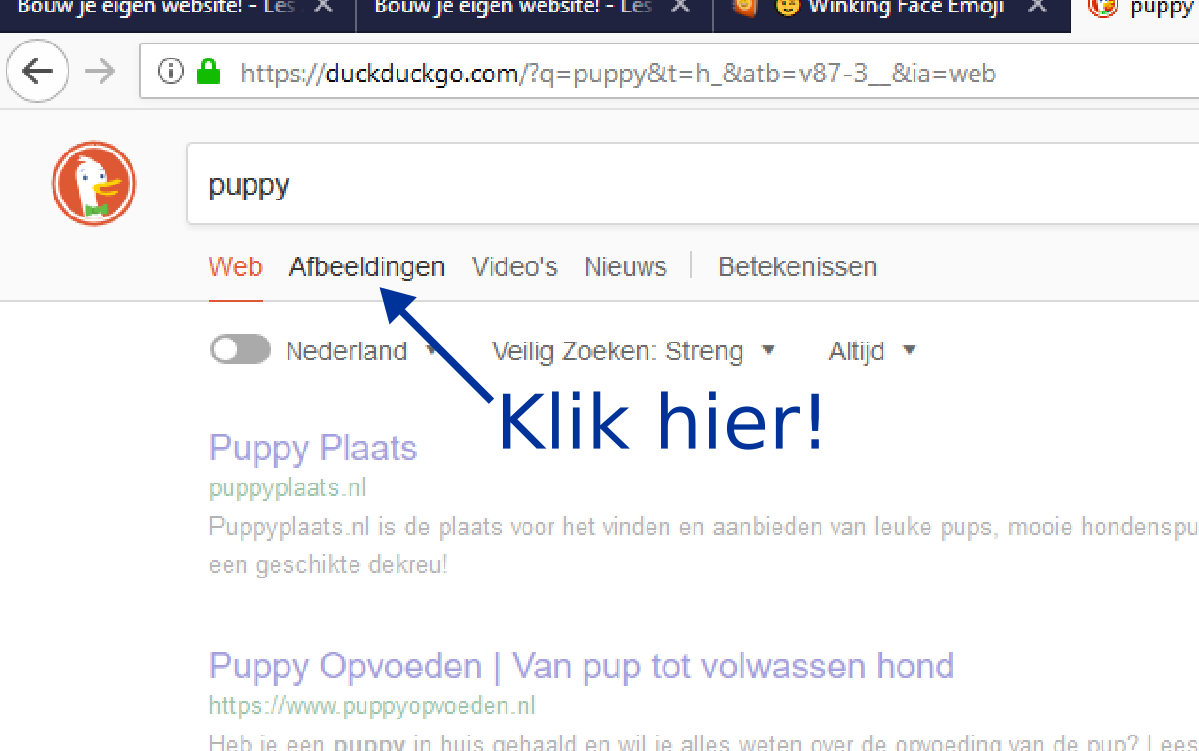 Bouw je eigen website! - Les
Bouw je eigen website! - Les
Winking Face Emoji
puppy
https://duckduckgo.com/?q=puppy&t=h_&atb=v87-3__&ia=web
puppy
Web Afbeeldingen Video's Nieuws Betekenissen
Nederland Veilig Zoeken: Streng Altijd
Klik hier!
Puppy Plaats
puppyplaats.nl
Puppyplaats.nl is de plaats voor het vinden en aanbieden van leuke pups, mooie hondenspu
een geschikte dekreu!
Puppy Opvoeden | Van pup tot volwassen hond
https://www.puppyopvoeden.nl
Heb je een puppy in huis gehaald en wil je alles weten over de opvoeding van de pup? Lees